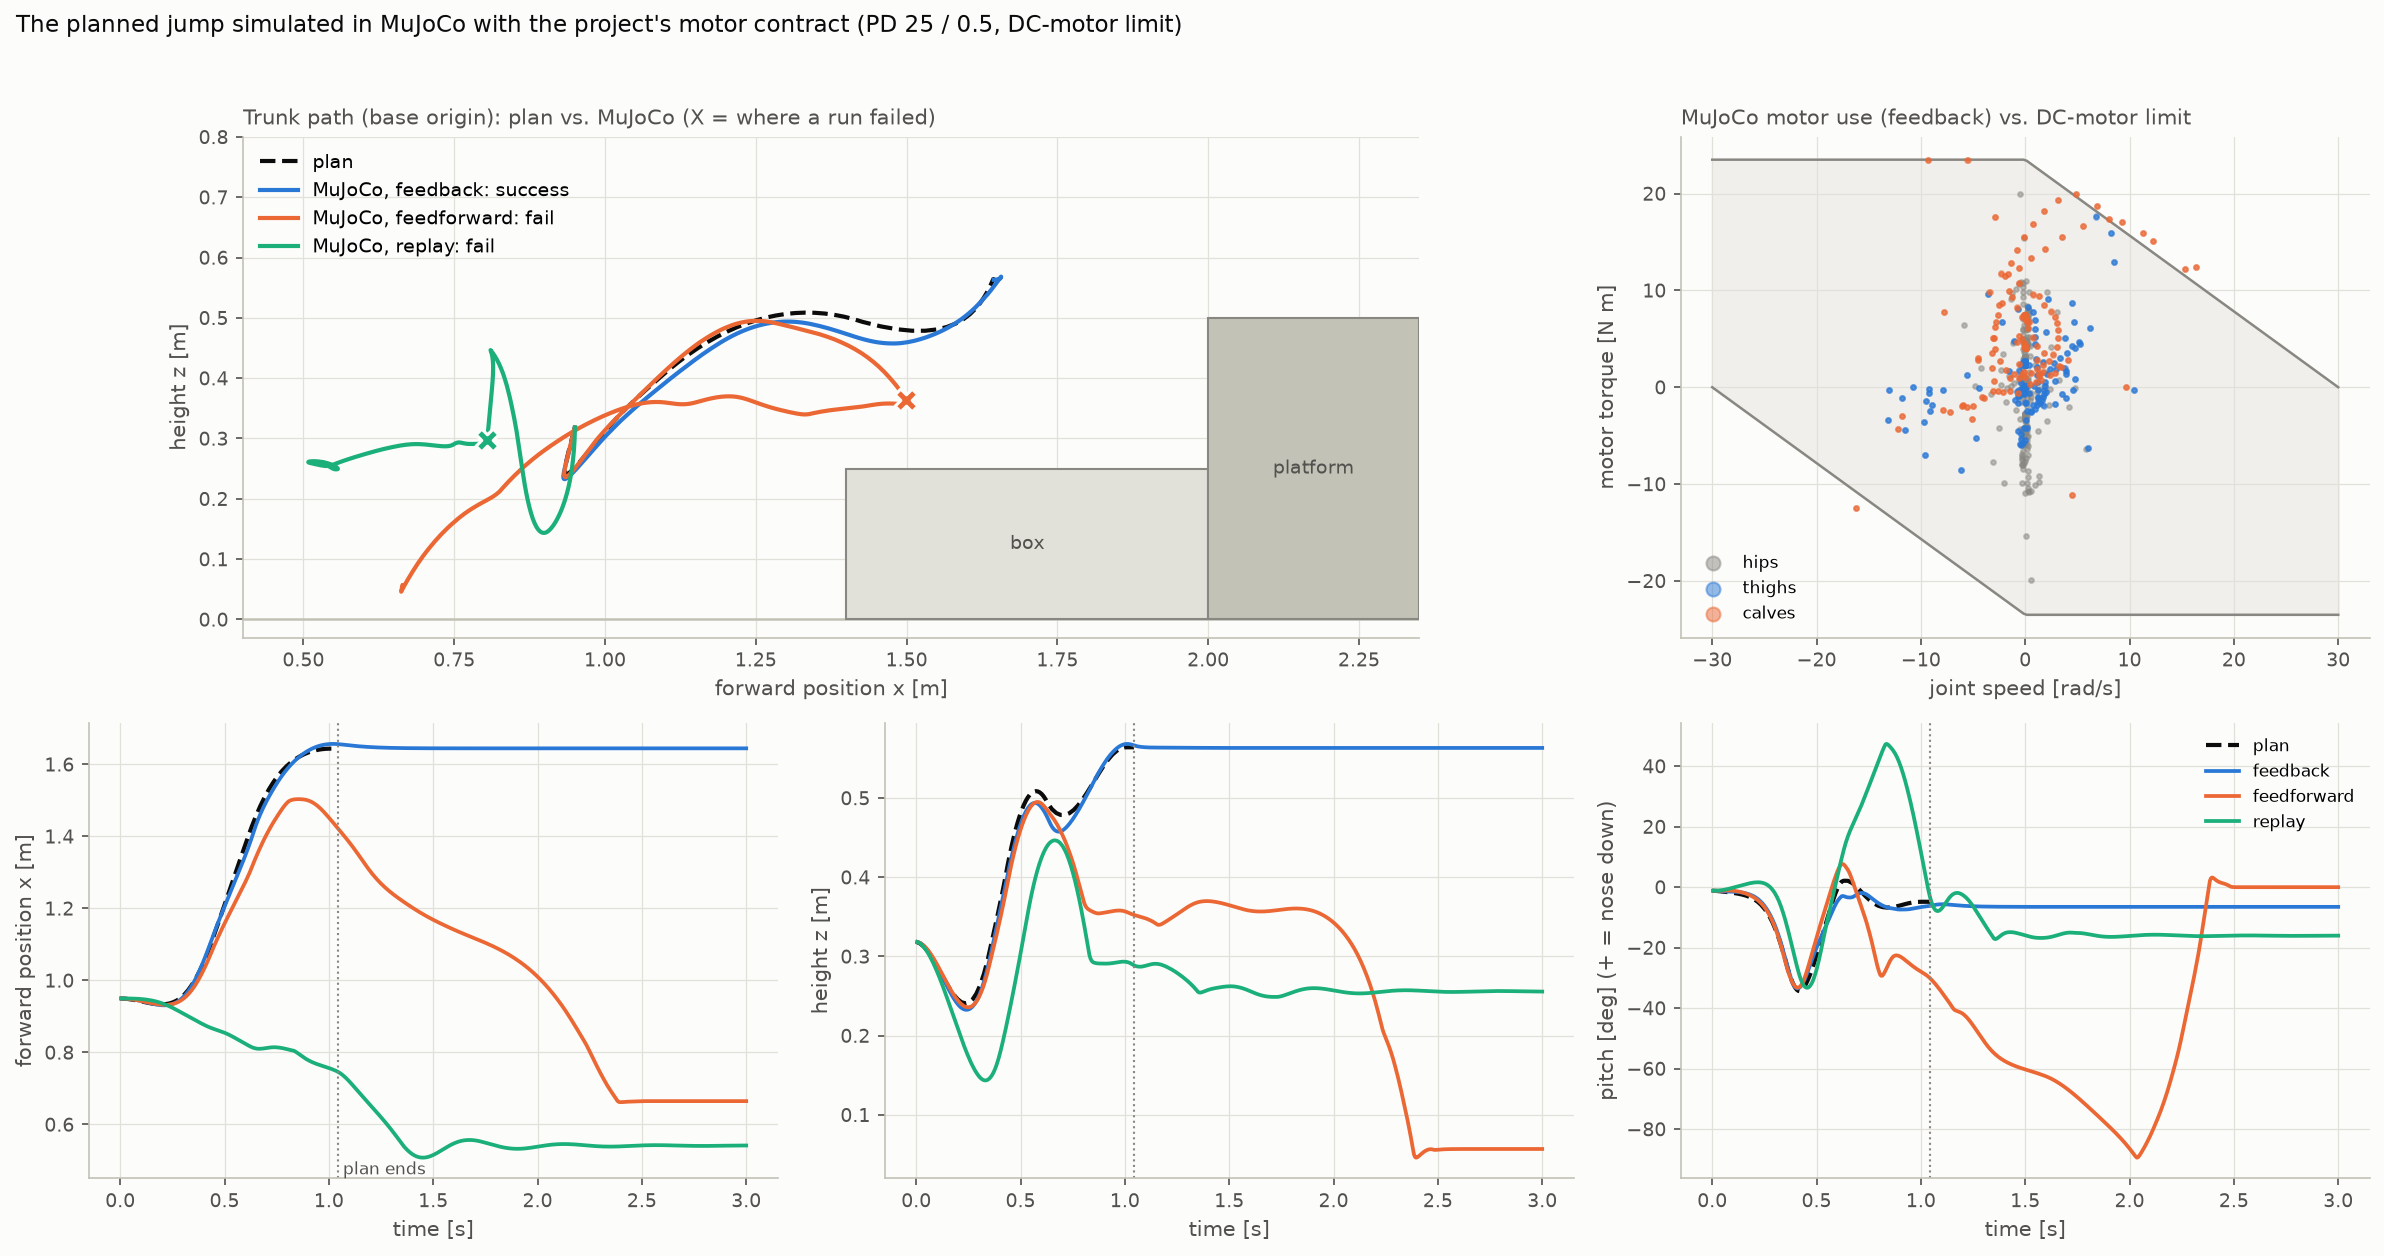 The planned jump simulated in MuJoCo with the project's motor contract (PD 25 / 0.5, DC-motor limit)
Trunk path (base origin): plan vs. MuJoCo (X = where a run failed)
height z [m]
0.8
0.7
0.6
0.5
0.4
0.3
0.2
0.1
0.0
plan
MuJoCo, feedback: success
MuJoCo, feedforward: fail
MuJoCo, replay: fail
box
platform
0.50
0.75
1.00
1.25
1.50
1.75
2.00
2.25
forward position x [m]
MuJoCo motor use (feedback) vs. DC-motor limit
motor torque [N m]
20
10
0
−10
−20
hips
thighs
calves
−30
−20
−10
0
10
20
30
joint speed [rad/s]
forward position x [m]
1.6
1.4
1.2
1.0
0.8
0.6
plan ends
0.0
0.5
1.0
1.5
2.0
2.5
3.0
time [s]
height z [m]
0.5
0.4
0.3
0.2
0.1
0.0
0.5
1.0
1.5
2.0
2.5
3.0
time [s]
pitch [deg] (+ = nose down)
40
20
0
−20
−40
−60
−80
plan
feedback
feedforward
replay
0.0
0.5
1.0
1.5
2.0
2.5
3.0
time [s]